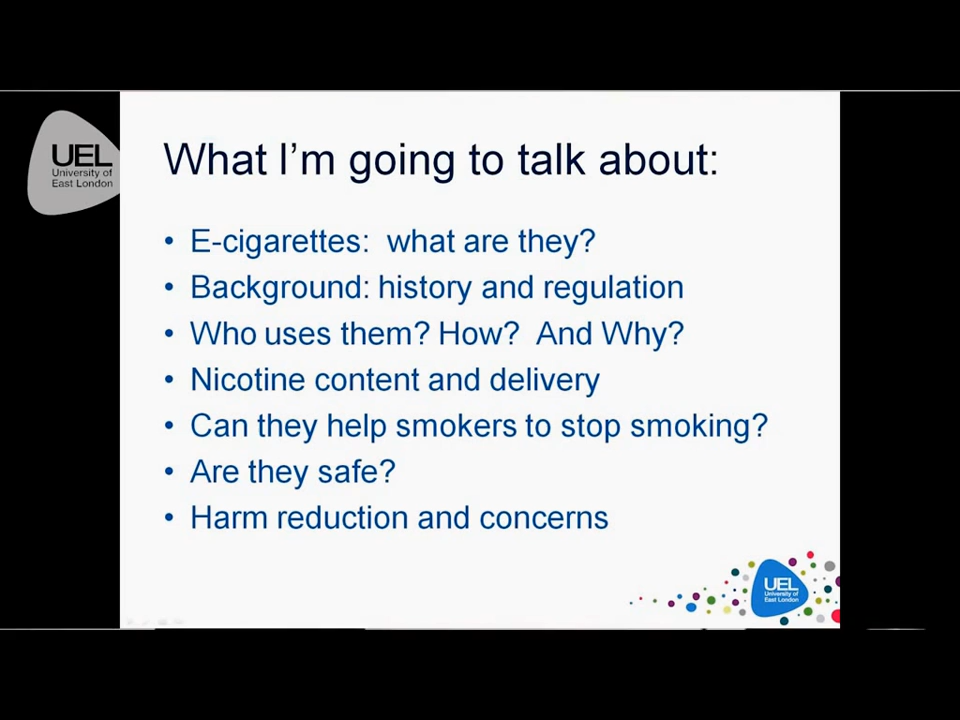 UEL
University of
East London
What I'm going to talk about:
• E-cigarettes:  what are they?
• Background: history and regulation
• Who uses them? How?  And Why?
• Nicotine content and delivery
• Can they help smokers to stop smoking?
• Are they safe?
• Harm reduction and concerns
UEL
University of
East London